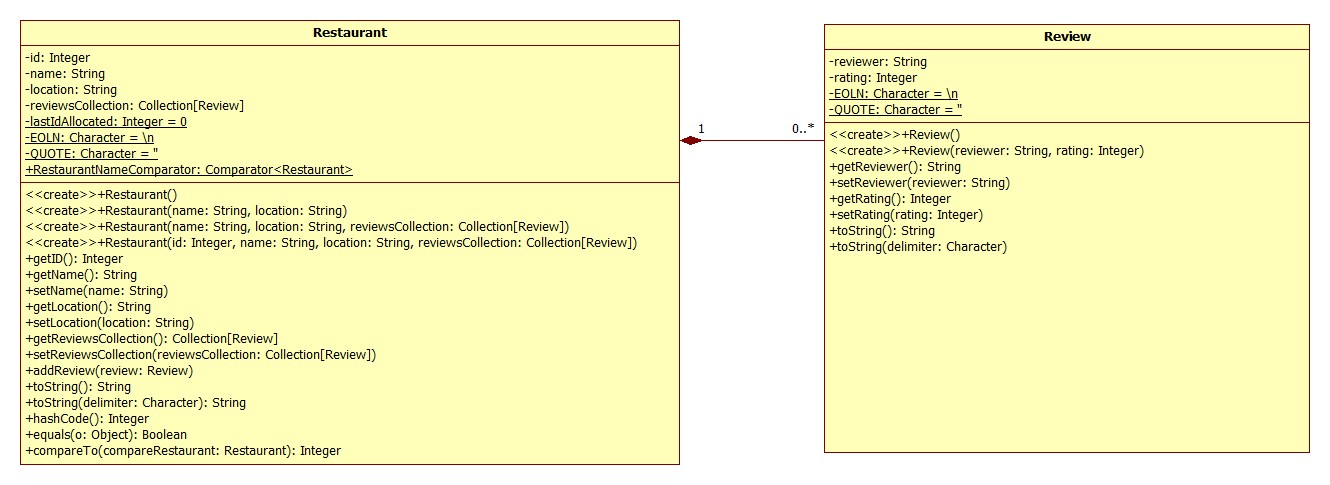 Restaurant
-id: Integer
-name: String
-location: String
-reviewsCollection: Collection[Review]
-lastIdAllocated: Integer = 0
-EOLN: Character = \n
-QUOTE: Character = "
+RestaurantNameComparator: Comparator<Restaurant>
<<create>>+Restaurant()
<<create>>+Restaurant(name: String, location: String)
<<create>>+Restaurant(name: String, location: String, reviewsCollection: Collection[Review])
<<create>>+Restaurant(id: Integer, name: String, location: String, reviewsCollection: Collection[Review])
+getID(): Integer
+getName(): String
+setName(name: String)
+getLocation(): String
+setLocation(location: String)
+getReviewsCollection(): Collection[Review]
+setReviewsCollection(reviewsCollection: Collection[Review])
+addReview(review: Review)
+toString(): String
+toString(delimiter: Character): String
+hashCode(): Integer
+equals(o: Object): Boolean
+compareTo(compareRestaurant: Restaurant): Integer
1
0..*
Review
-reviewer: String
-rating: Integer
-EOLN: Character = \n
-QUOTE: Character = "
<<create>>+Review()
<<create>>+Review(reviewer: String, rating: Integer)
+getReviewer(): String
+setReviewer(reviewer: String)
+getRating(): Integer
+setRating(rating: Integer)
+toString(): String
+toString(delimiter: Character)